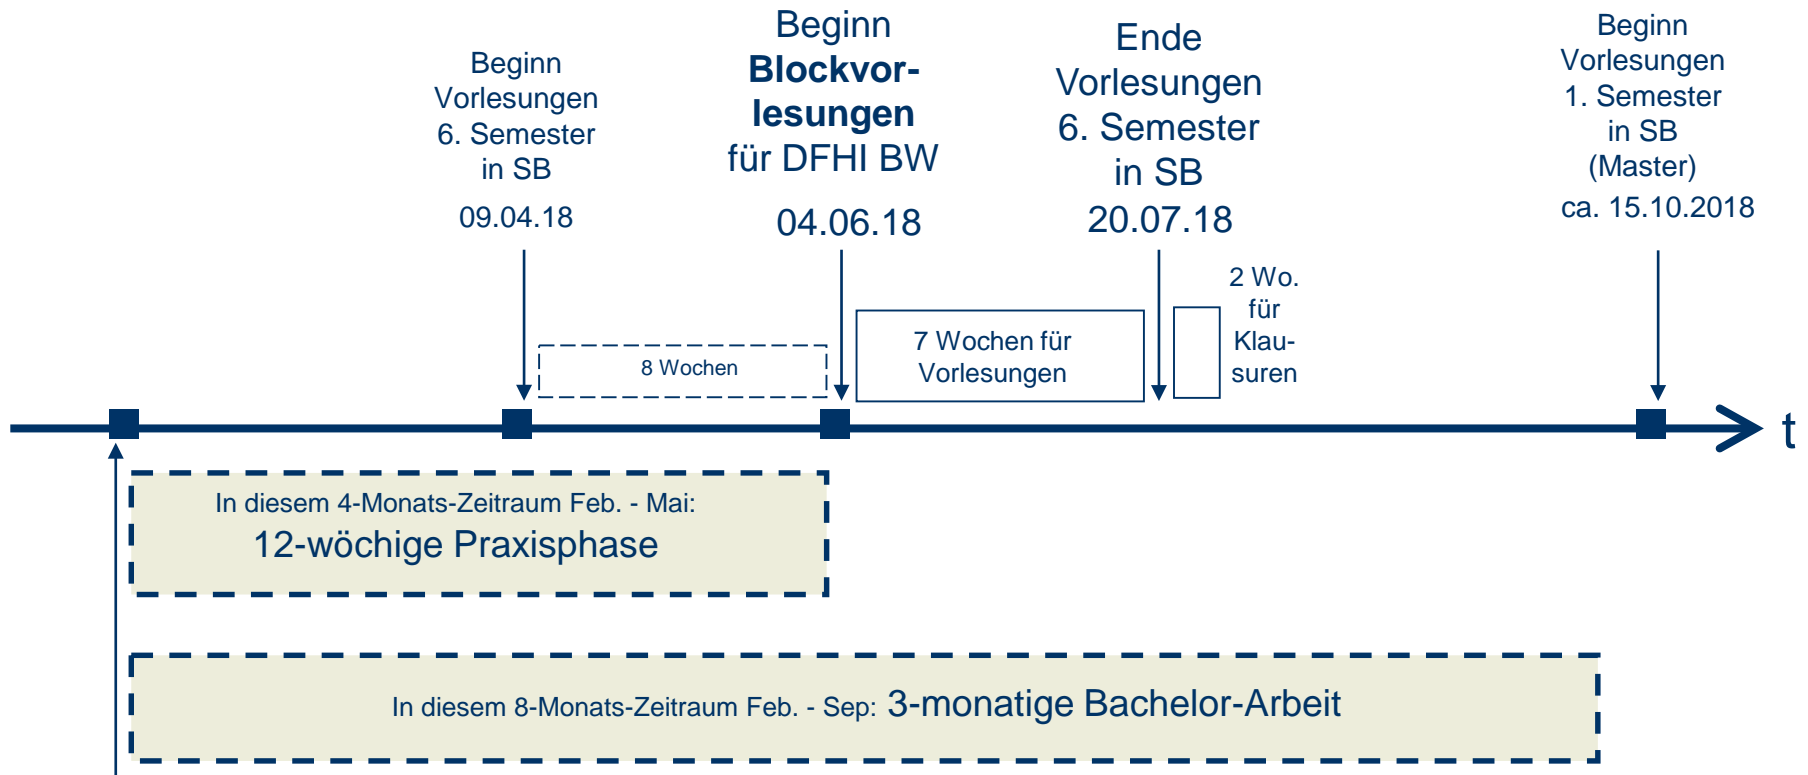 Beginn
Vorlesungen
6. Semester
in SB
09.04.18
Beginn
Blockvor-
lesungen
für DFHI BW
04.06.18
Ende
Vorlesungen
6. Semester
in SB
20.07.18
Beginn
Vorlesungen
1. Semester
in SB
(Master)
ca. 15.10.2018
8 Wochen
7 Wochen für
Vorlesungen
2 Wo.
für
Klau-
suren
t
In diesem 4-Monats-Zeitraum Feb. - Mai:
12-wöchige Praxisphase
In diesem 8-Monats-Zeitraum Feb. - Sep: 3-monatige Bachelor-Arbeit